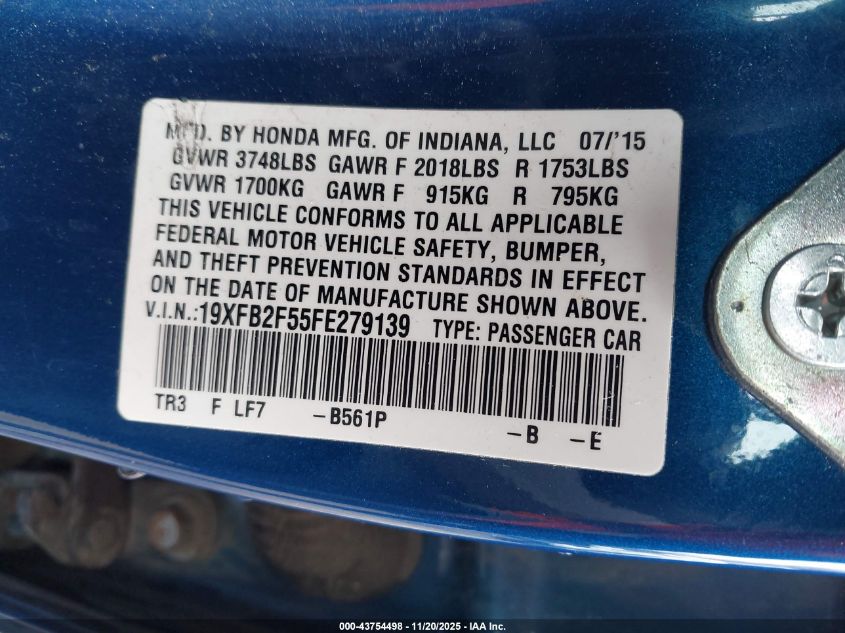 MFD. BY HONDA MFG. OF INDIANA, LLC 07/'15
GVWR 3748LBS GAWR F 2018LBS R 1753LBS
GVWR 1700KG GAWR F 915KG R 795KG
THIS VEHICLE CONFORMS TO ALL APPLICABLE
FEDERAL MOTOR VEHICLE SAFETY, BUMPER,
AND THEFT PREVENTION STANDARDS IN EFFECT
ON THE DATE OF MANUFACTURE SHOWN ABOVE.
V.I.N.:19XFB2F55FE279139 TYPE: PASSENGER CAR
TR3 F LF7 -B561P -B -E
000-43754498 - 11/20/2025 - IAA Inc.